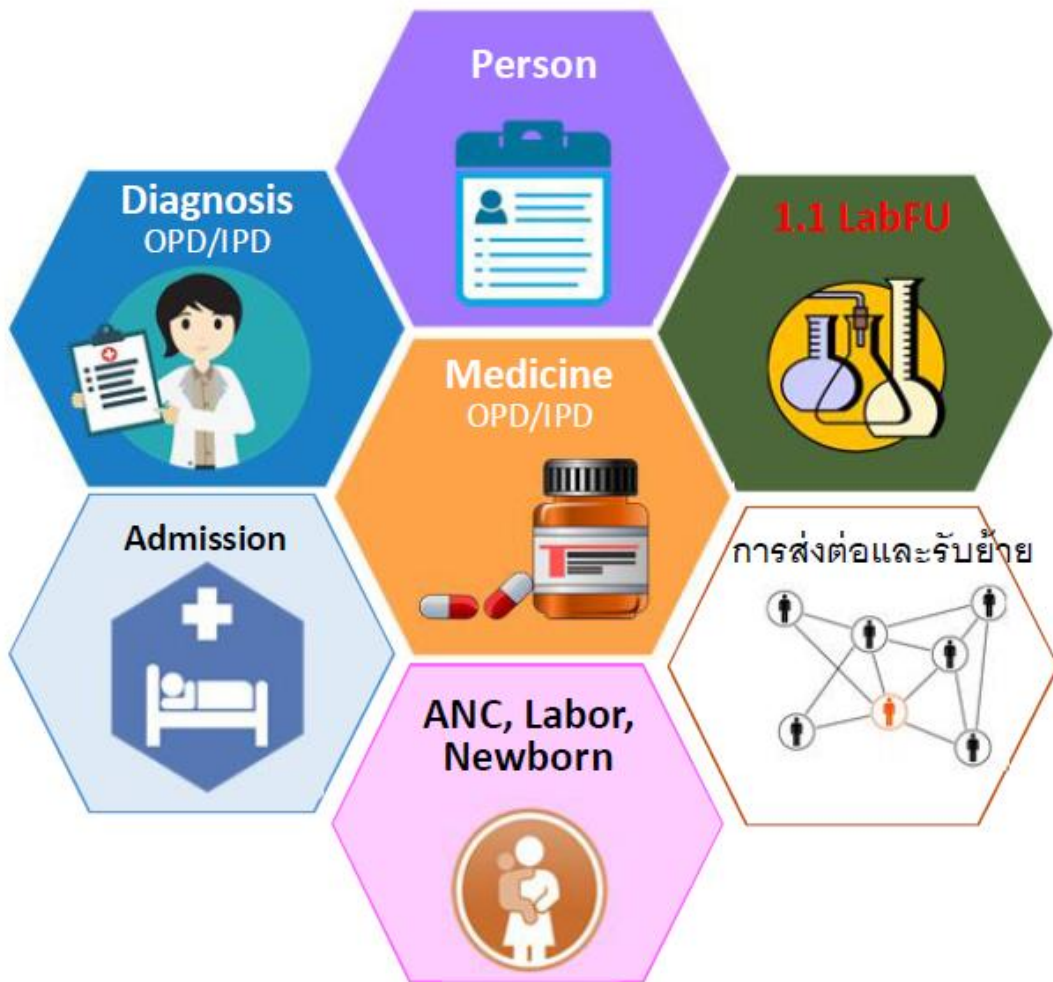 Person
Diagnosis
OPD/IPD
1.1 LabFU
Medicine
OPD/IPD
Admission
การส่งต่อและรับย้าย
ANC, Labor,
Newborn